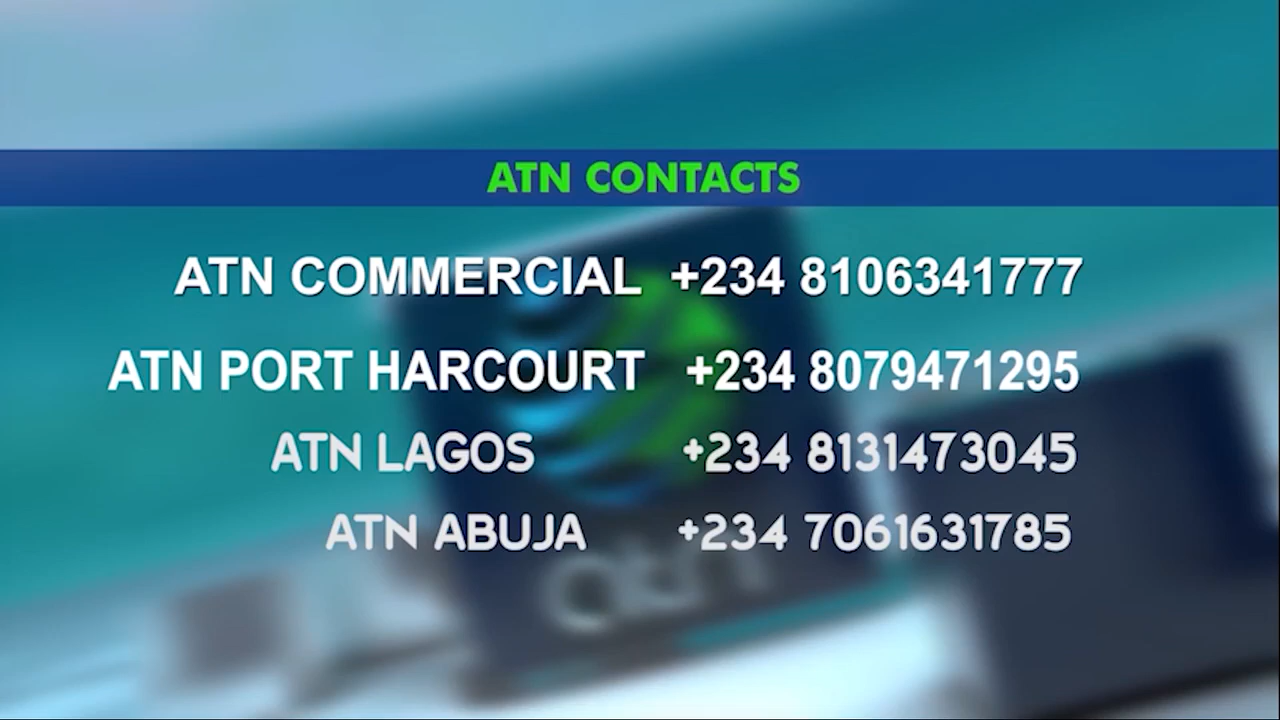 ATN CONTACTS
ATN COMMERCIAL +234 8106341777
ATN PORT HARCOURT +234 8079471295
ATN LAGOS +234 8131473045
ATN ABUJA +234 7061631785
atn